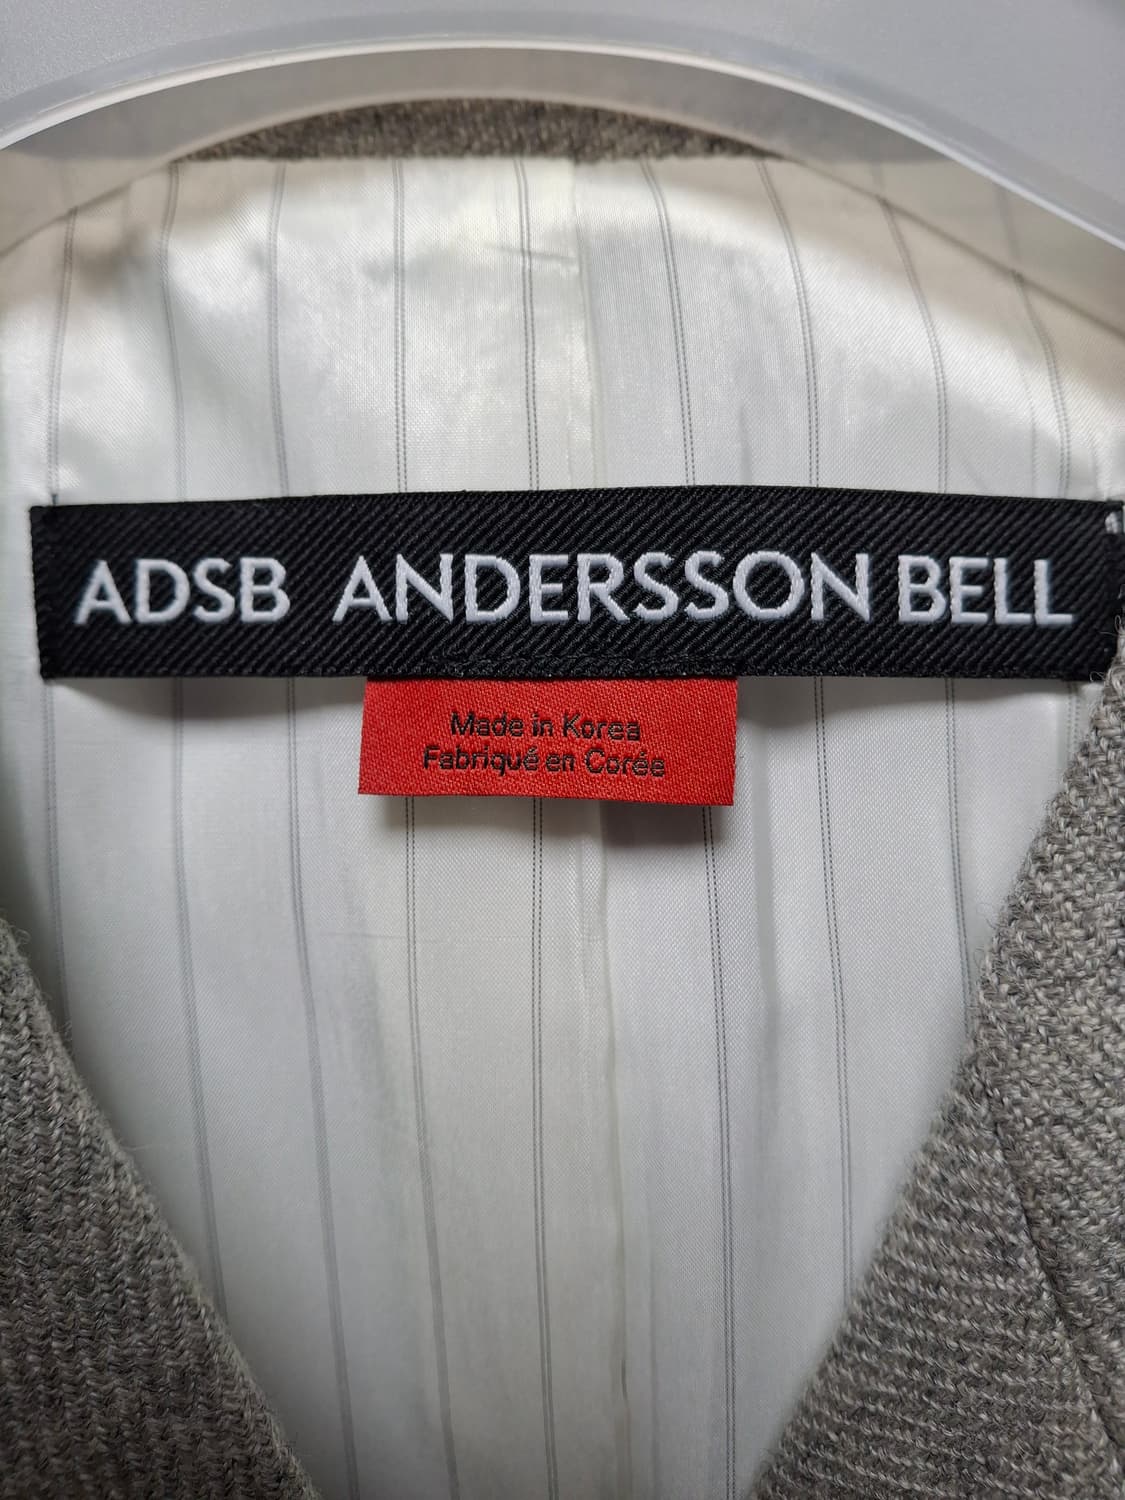 ADSB ANDERSSON BELL
Made in Korea
Fabriqué en Corée